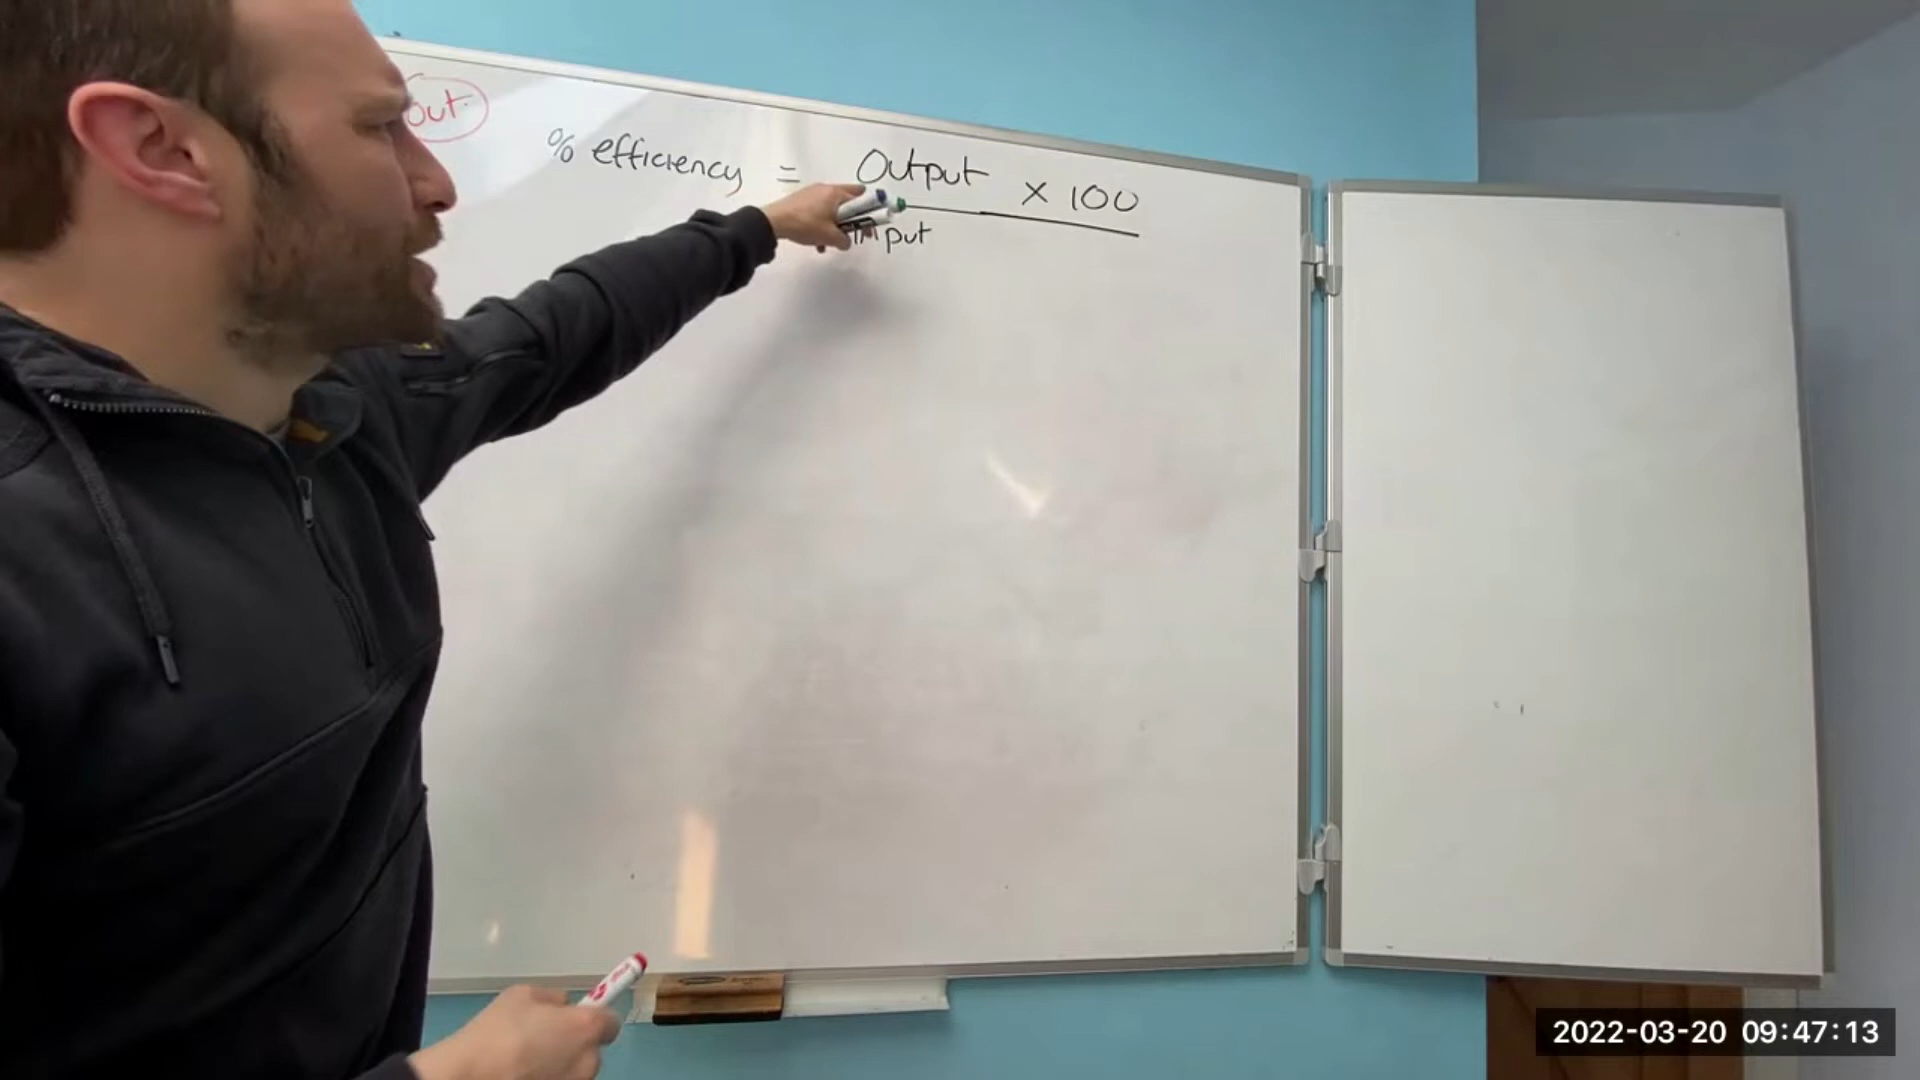 out.
% efficiency = Output × 100
Input
2022-03-20 09:47:13